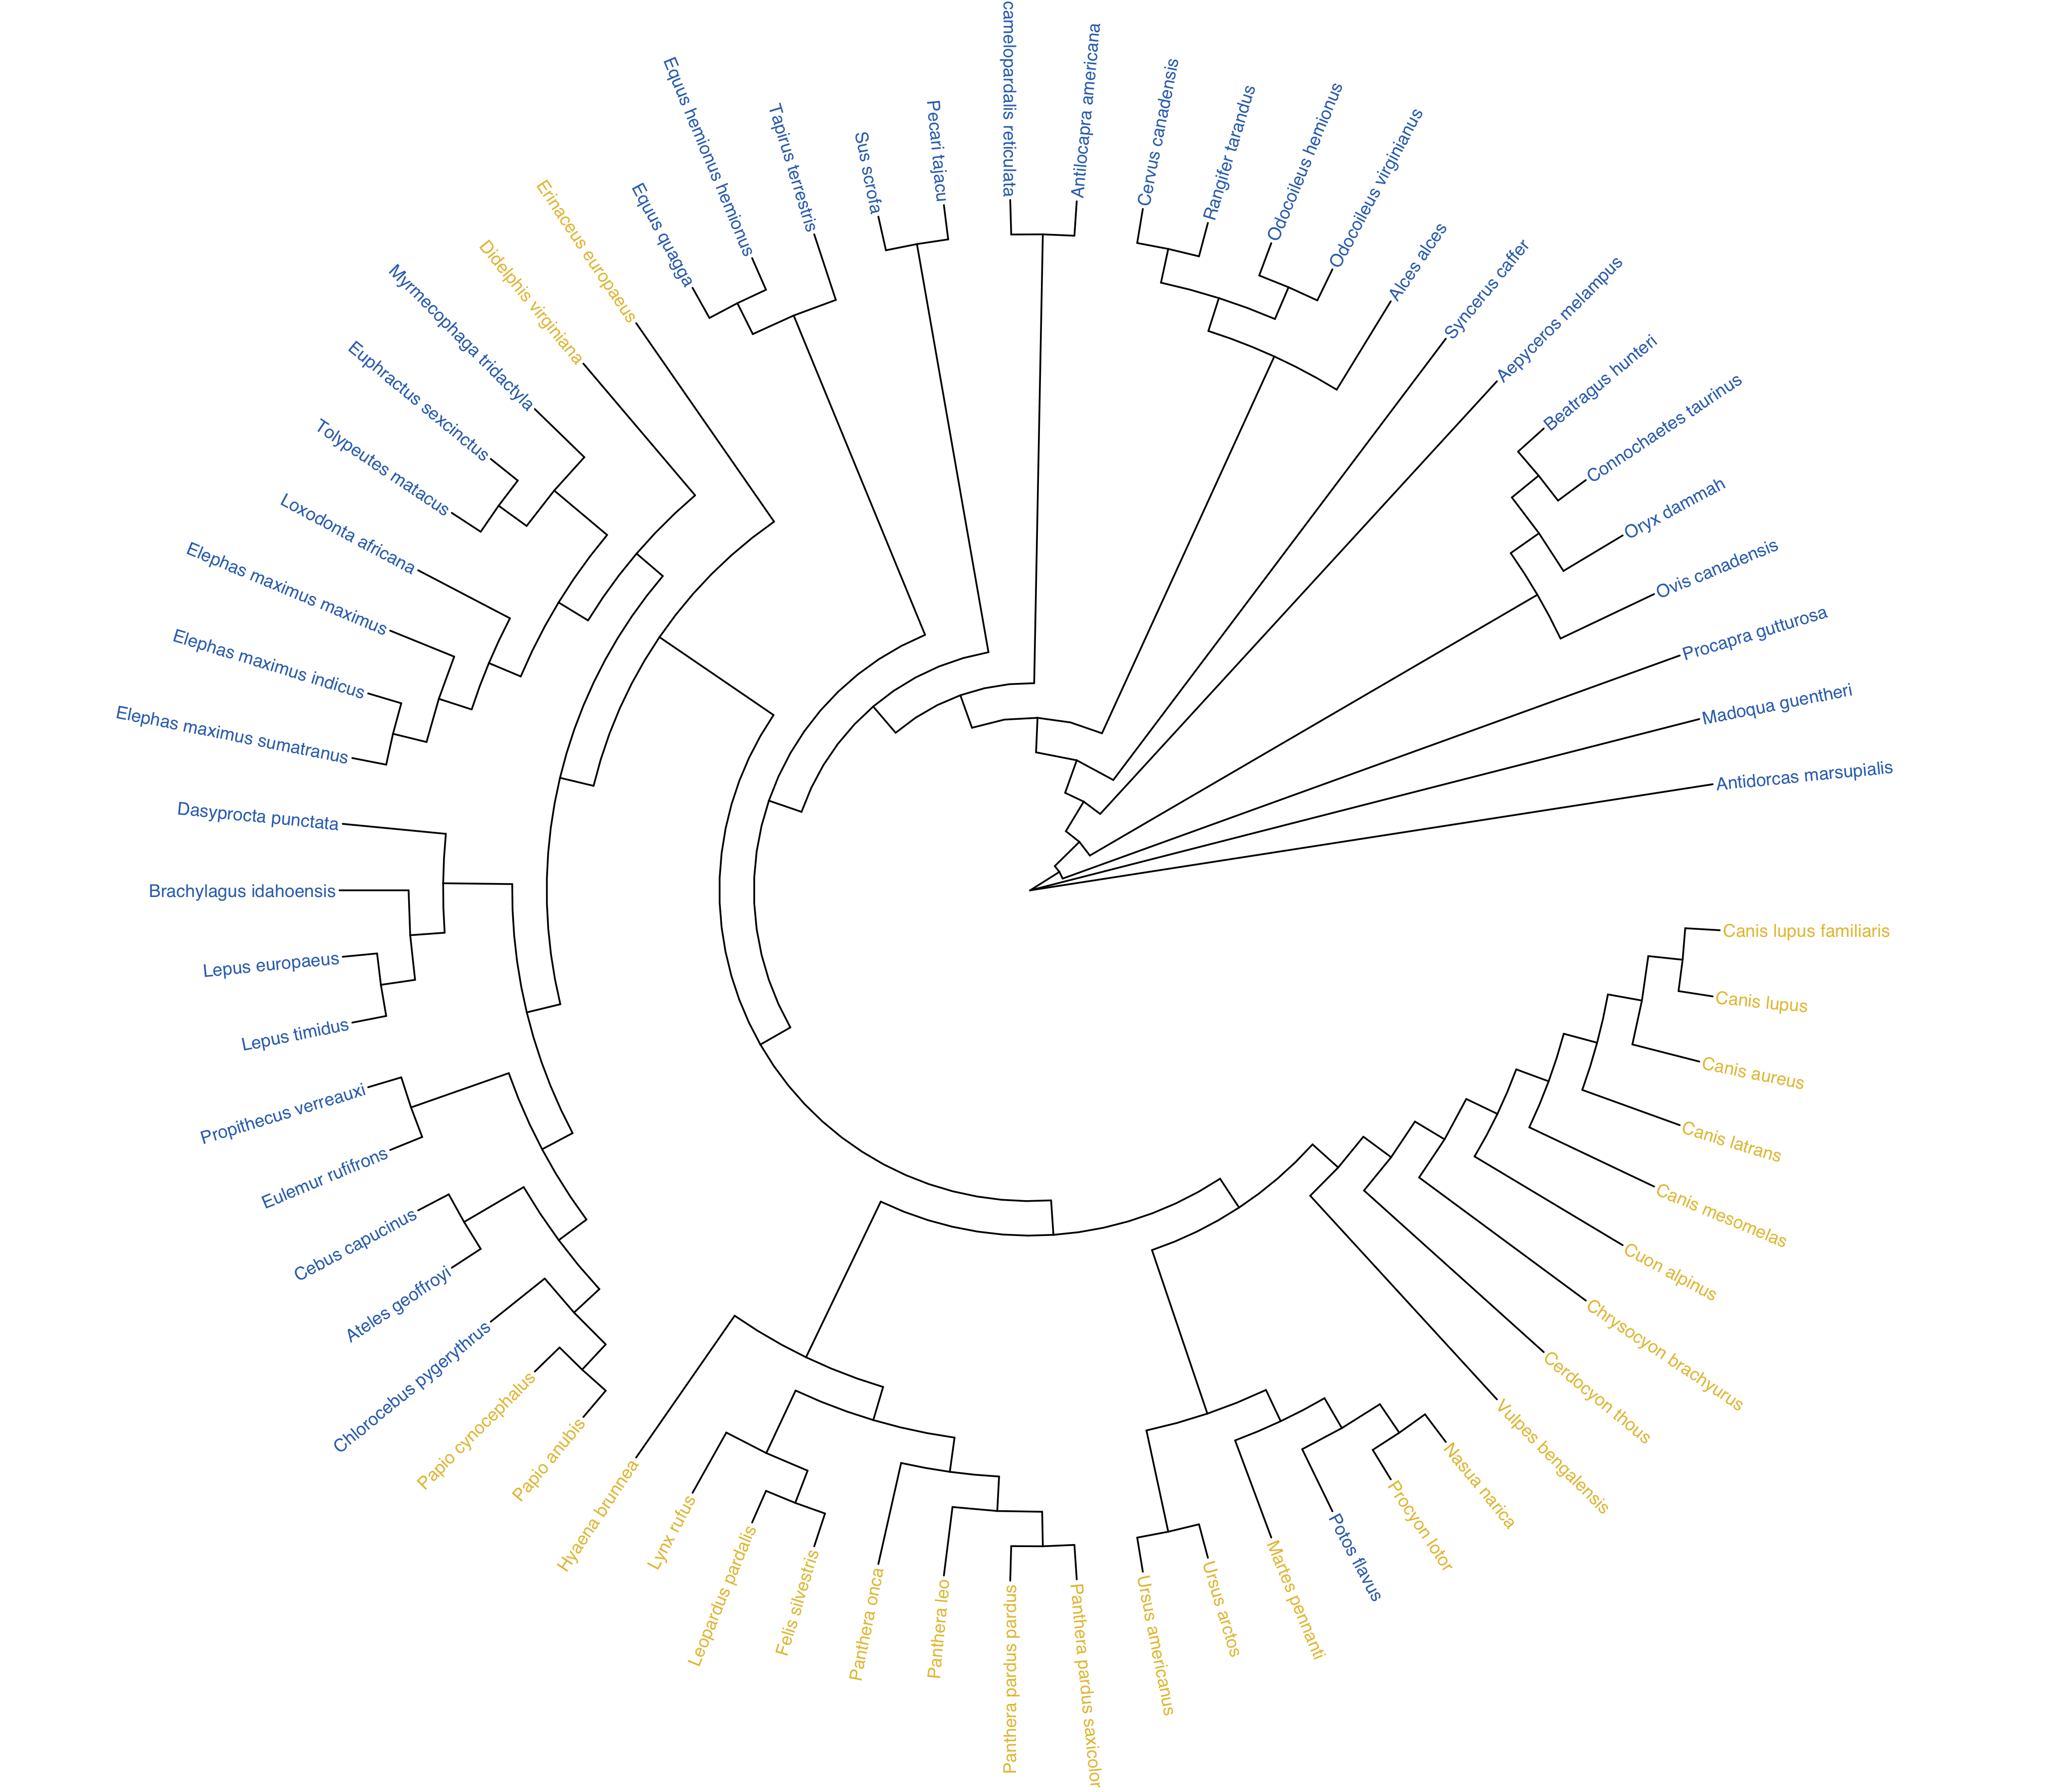 camelopardalis reticulata
Antilocapra americana
Cervus canadensis
Rangifer tarandus
Odocoileus hemionus
Odocoileus virginianus
Alces alces
Syncerus caffer
Aepyceros melampus
Beatragus hunteri
Connochaetes taurinus
Oryx dammah
Ovis canadensis
Procapra gutturosa
Madoqua guentheri
Antidorcas marsupialis
Canis lupus familiaris
Canis lupus
Canis aureus
Canis latrans
Canis mesomelas
Cuon alpinus
Chrysocyon brachyurus
Cerdocyon thous
Vulpes bengalensis
Nasua narica
Procyon lotor
Potos flavus
Martes pennanti
Ursus arctos
Ursus americanus
Panthera pardus saxicolor
Panthera pardus pardus
Panthera leo
Panthera onca
Felis silvestris
Leopardus pardalis
Lynx rufus
Hyaena brunnea
Papio anubis
Papio cynocephalus
Chlorocebus pygerythrus
Ateles geoffroyi
Cebus capucinus
Eulemur rufifrons
Propithecus verreauxi
Lepus timidus
Lepus europaeus
Brachylagus idahoensis
Dasyprocta punctata
Elephas maximus sumatranus
Elephas maximus indicus
Elephas maximus maximus
Loxodonta africana
Tolypeutes matacus
Euphractus sexcinctus
Myrmecophaga tridactyla
Didelphis virginiana
Erinaceus europaeus
Equus quagga
Equus hemionus hemionus
Tapirus terrestris
Sus scrofa
Pecari tajacu